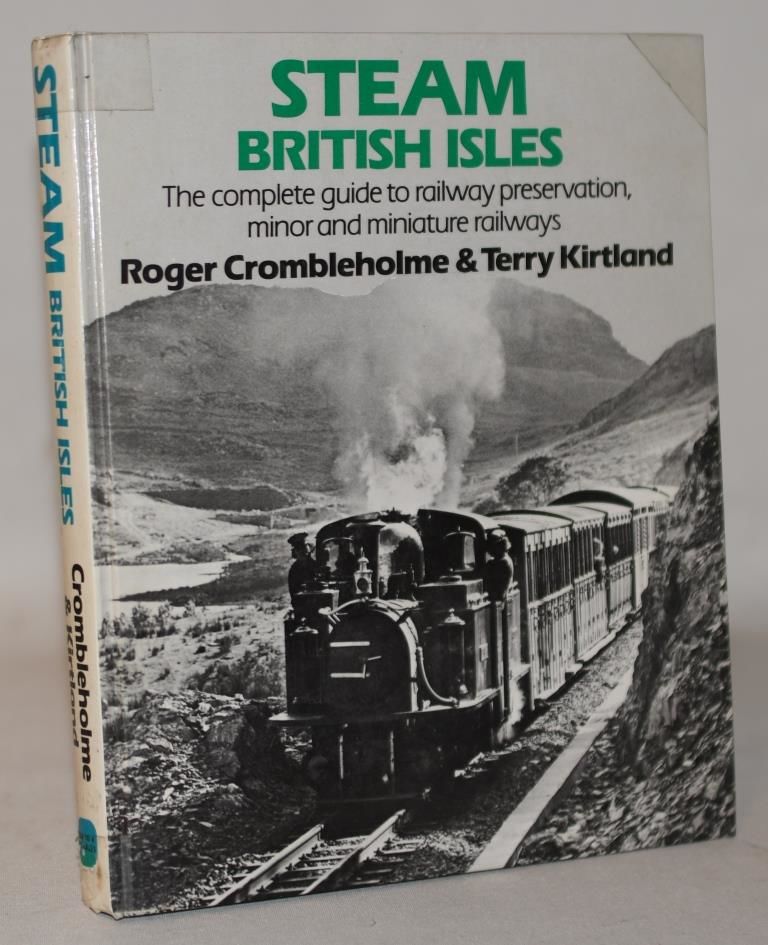 STEAM
BRITISH ISLES
The complete guide to railway preservation,
minor and miniature railways
Roger Crombleholme & Terry Kirtland
STEAM BRITISH ISLES
Crombleholme
& Kirtland